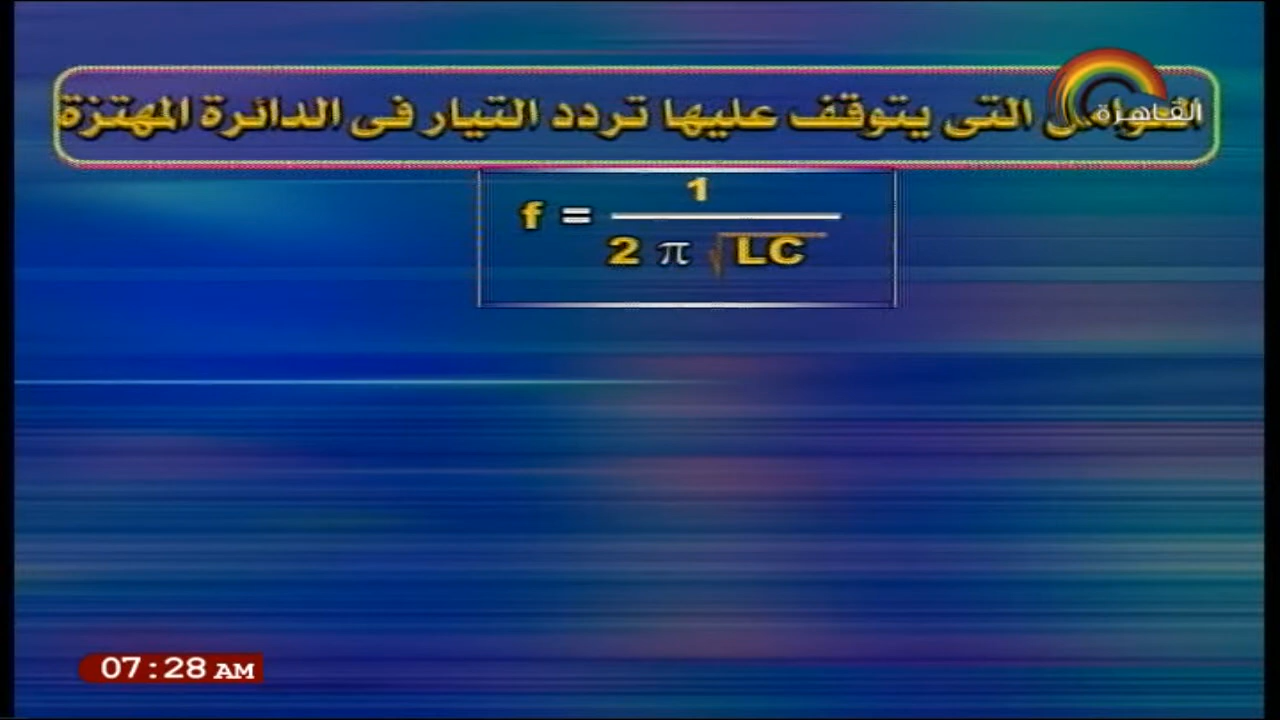 التى يتوقف عليها تردد التيار فى الدائرة المهتزة
القاهرة
f = 1 / 2 π √LC
07:28 AM